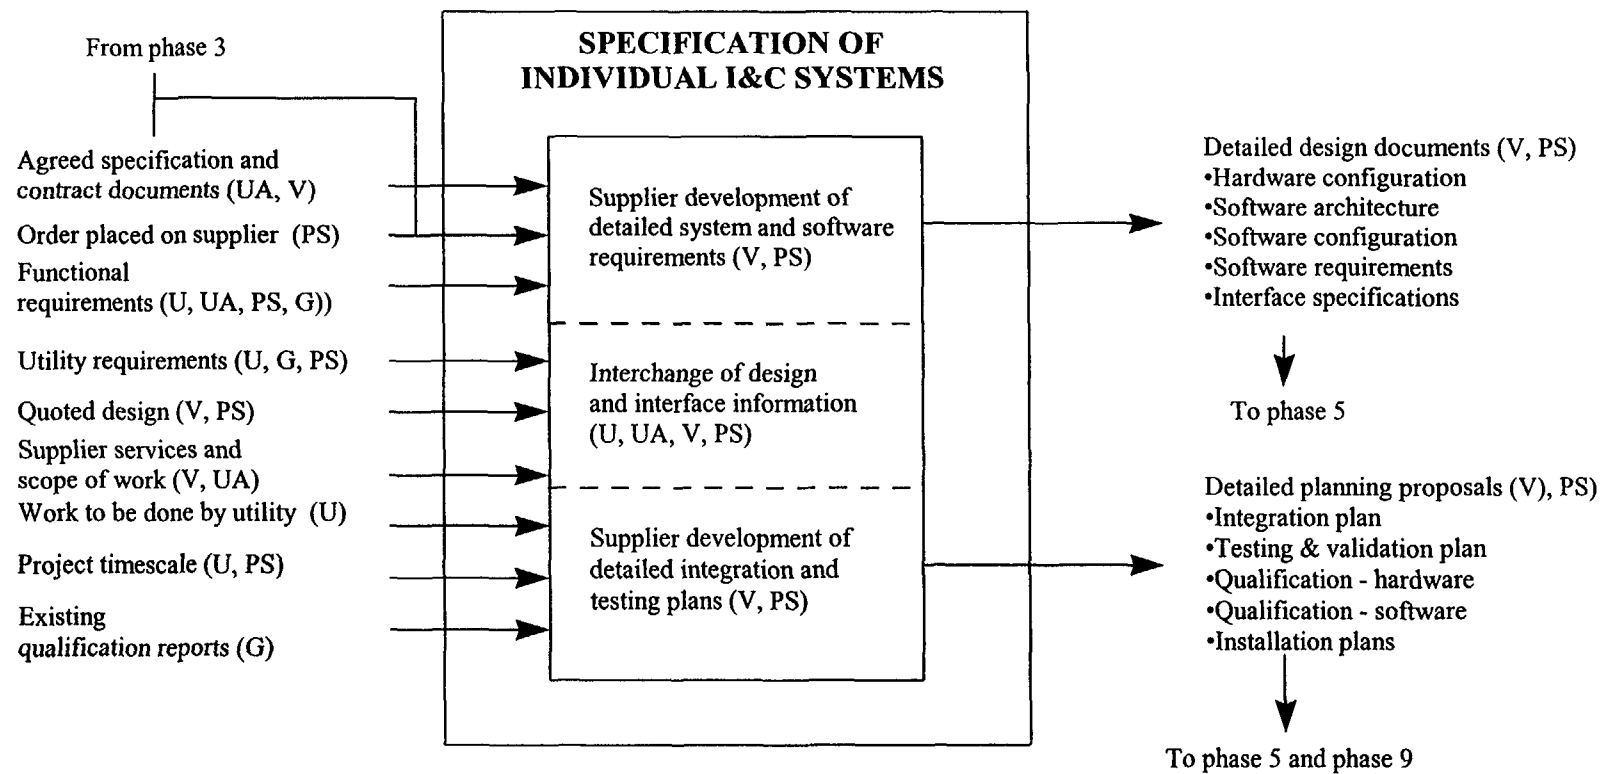 From phase 3
SPECIFICATION OF
INDIVIDUAL I&C SYSTEMS
Agreed specification and
contract documents (UA, V)
Order placed on supplier (PS)
Functional
requirements (U, UA, PS, G))
Utility requirements (U, G, PS)
Quoted design (V, PS)
Supplier services and
scope of work (V, UA)
Work to be done by utility (U)
Project timescale (U, PS)
Existing
qualification reports (G)
Supplier development of
detailed system and software
requirements (V, PS)
Interchange of design
and interface information
(U, UA, V, PS)
Supplier development of
detailed integration and
testing plans (V, PS)
Detailed design documents (V, PS)
•Hardware configuration
•Software architecture
•Software configuration
•Software requirements
•Interface specifications
To phase 5
Detailed planning proposals (V), PS)
•Integration plan
•Testing & validation plan
•Qualification - hardware
•Qualification - software
•Installation plans
To phase 5 and phase 9